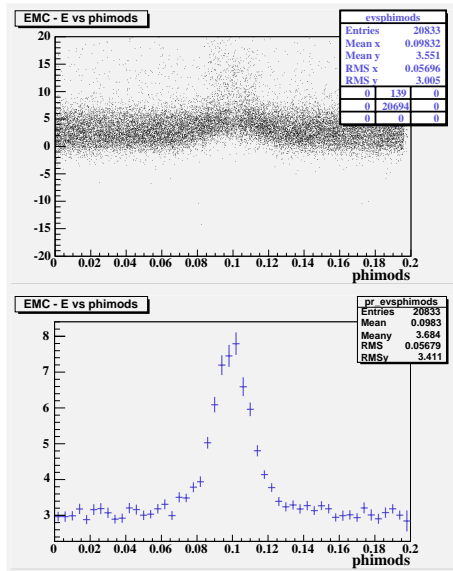 EMC - E vs phimods
evsphimods
Entries 20833
Mean x 0.09832
Mean y 3.551
RMS x 0.05696
RMS y 3.005
0 139 0
0 20694 0
0 0 0
20
15
10
5
0
-5
-10
-15
-20
0 0.02 0.04 0.06 0.08 0.1 0.12 0.14 0.16 0.18 0.2
phimods
EMC - E vs phimods
pr_evsphimods
Entries 20833
Mean 0.0983
Meany 3.684
RMS 0.05679
RMSy 3.411
8
7
6
5
4
3
0 0.02 0.04 0.06 0.08 0.1 0.12 0.14 0.16 0.18 0.2
phimods